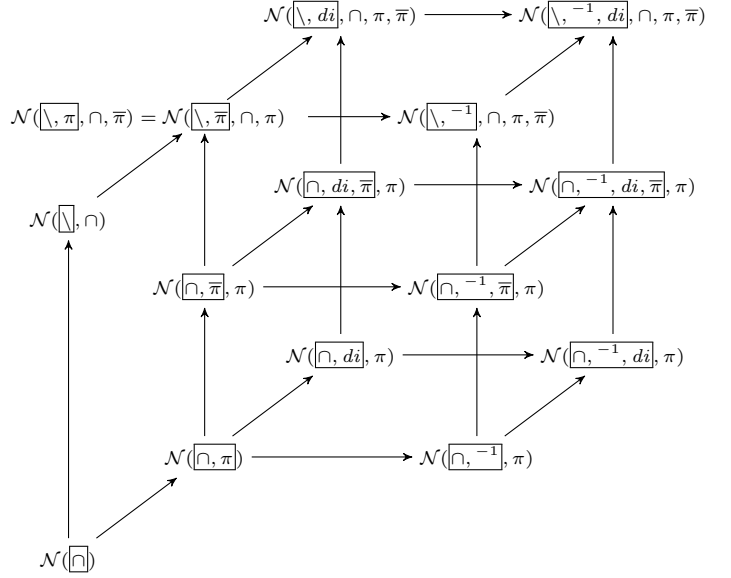 𝒩(\, di, ∩, π, π̅) 𝒩(\, ⁻¹, di, ∩, π, π̅)
𝒩(\, π, ∩, π̅) = 𝒩(\, π̅, ∩, π) 𝒩(\, ⁻¹, ∩, π, π̅)
𝒩(∩, di, π̅, π) 𝒩(∩, ⁻¹, di, π̅, π)
𝒩(\, ∩)
𝒩(∩, π̅, π) 𝒩(∩, ⁻¹, π̅, π)
𝒩(∩, di, π) 𝒩(∩, ⁻¹, di, π)
𝒩(∩, π) 𝒩(∩, ⁻¹, π)
𝒩(∩)